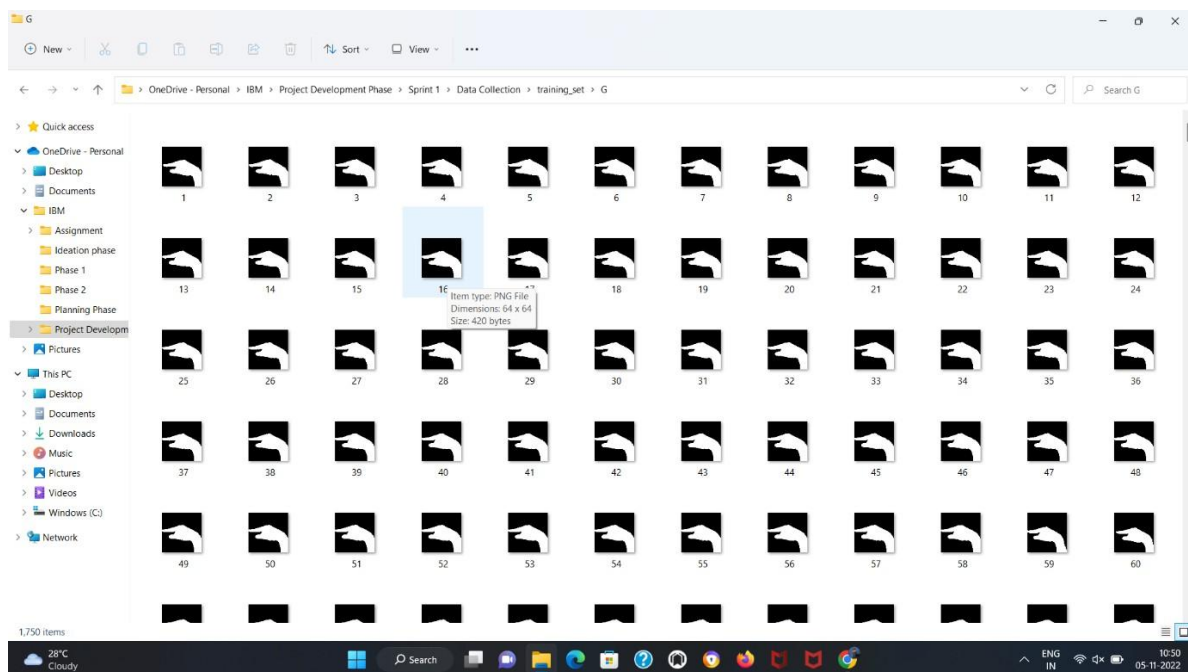 G
New Sort View
OneDrive - Personal > IBM > Project Development Phase > Sprint 1 > Data Collection > training_set > G Search G
Quick access
OneDrive - Personal
Desktop
Documents
IBM
Assignment
Ideation phase
Phase 1
Phase 2
Planning Phase
Project Developm
Pictures
This PC
Desktop
Documents
Downloads
Music
Pictures
Videos
Windows (C:)
Network
1 2 3 4 5 6 7 8 9 10 11 12
13 14 15 16 17 18 19 20 21 22 23 24
Item type: PNG File
Dimensions: 64 x 64
Size: 420 bytes
25 26 27 28 29 30 31 32 33 34 35 36
37 38 39 40 41 42 43 44 45 46 47 48
49 50 51 52 53 54 55 56 57 58 59 60
1,750 items
28°C
Cloudy
Search
ENG
IN
10:50
05-11-2022